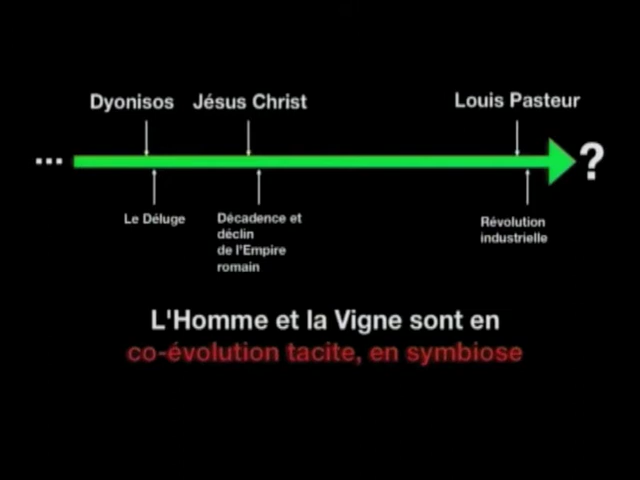 Dyonisos Jésus Christ Louis Pasteur
... ?
Le Déluge
Décadence et
déclin
de l'Empire
romain
Révolution
industrielle
L'Homme et la Vigne sont en
co-évolution tacite, en symbiose